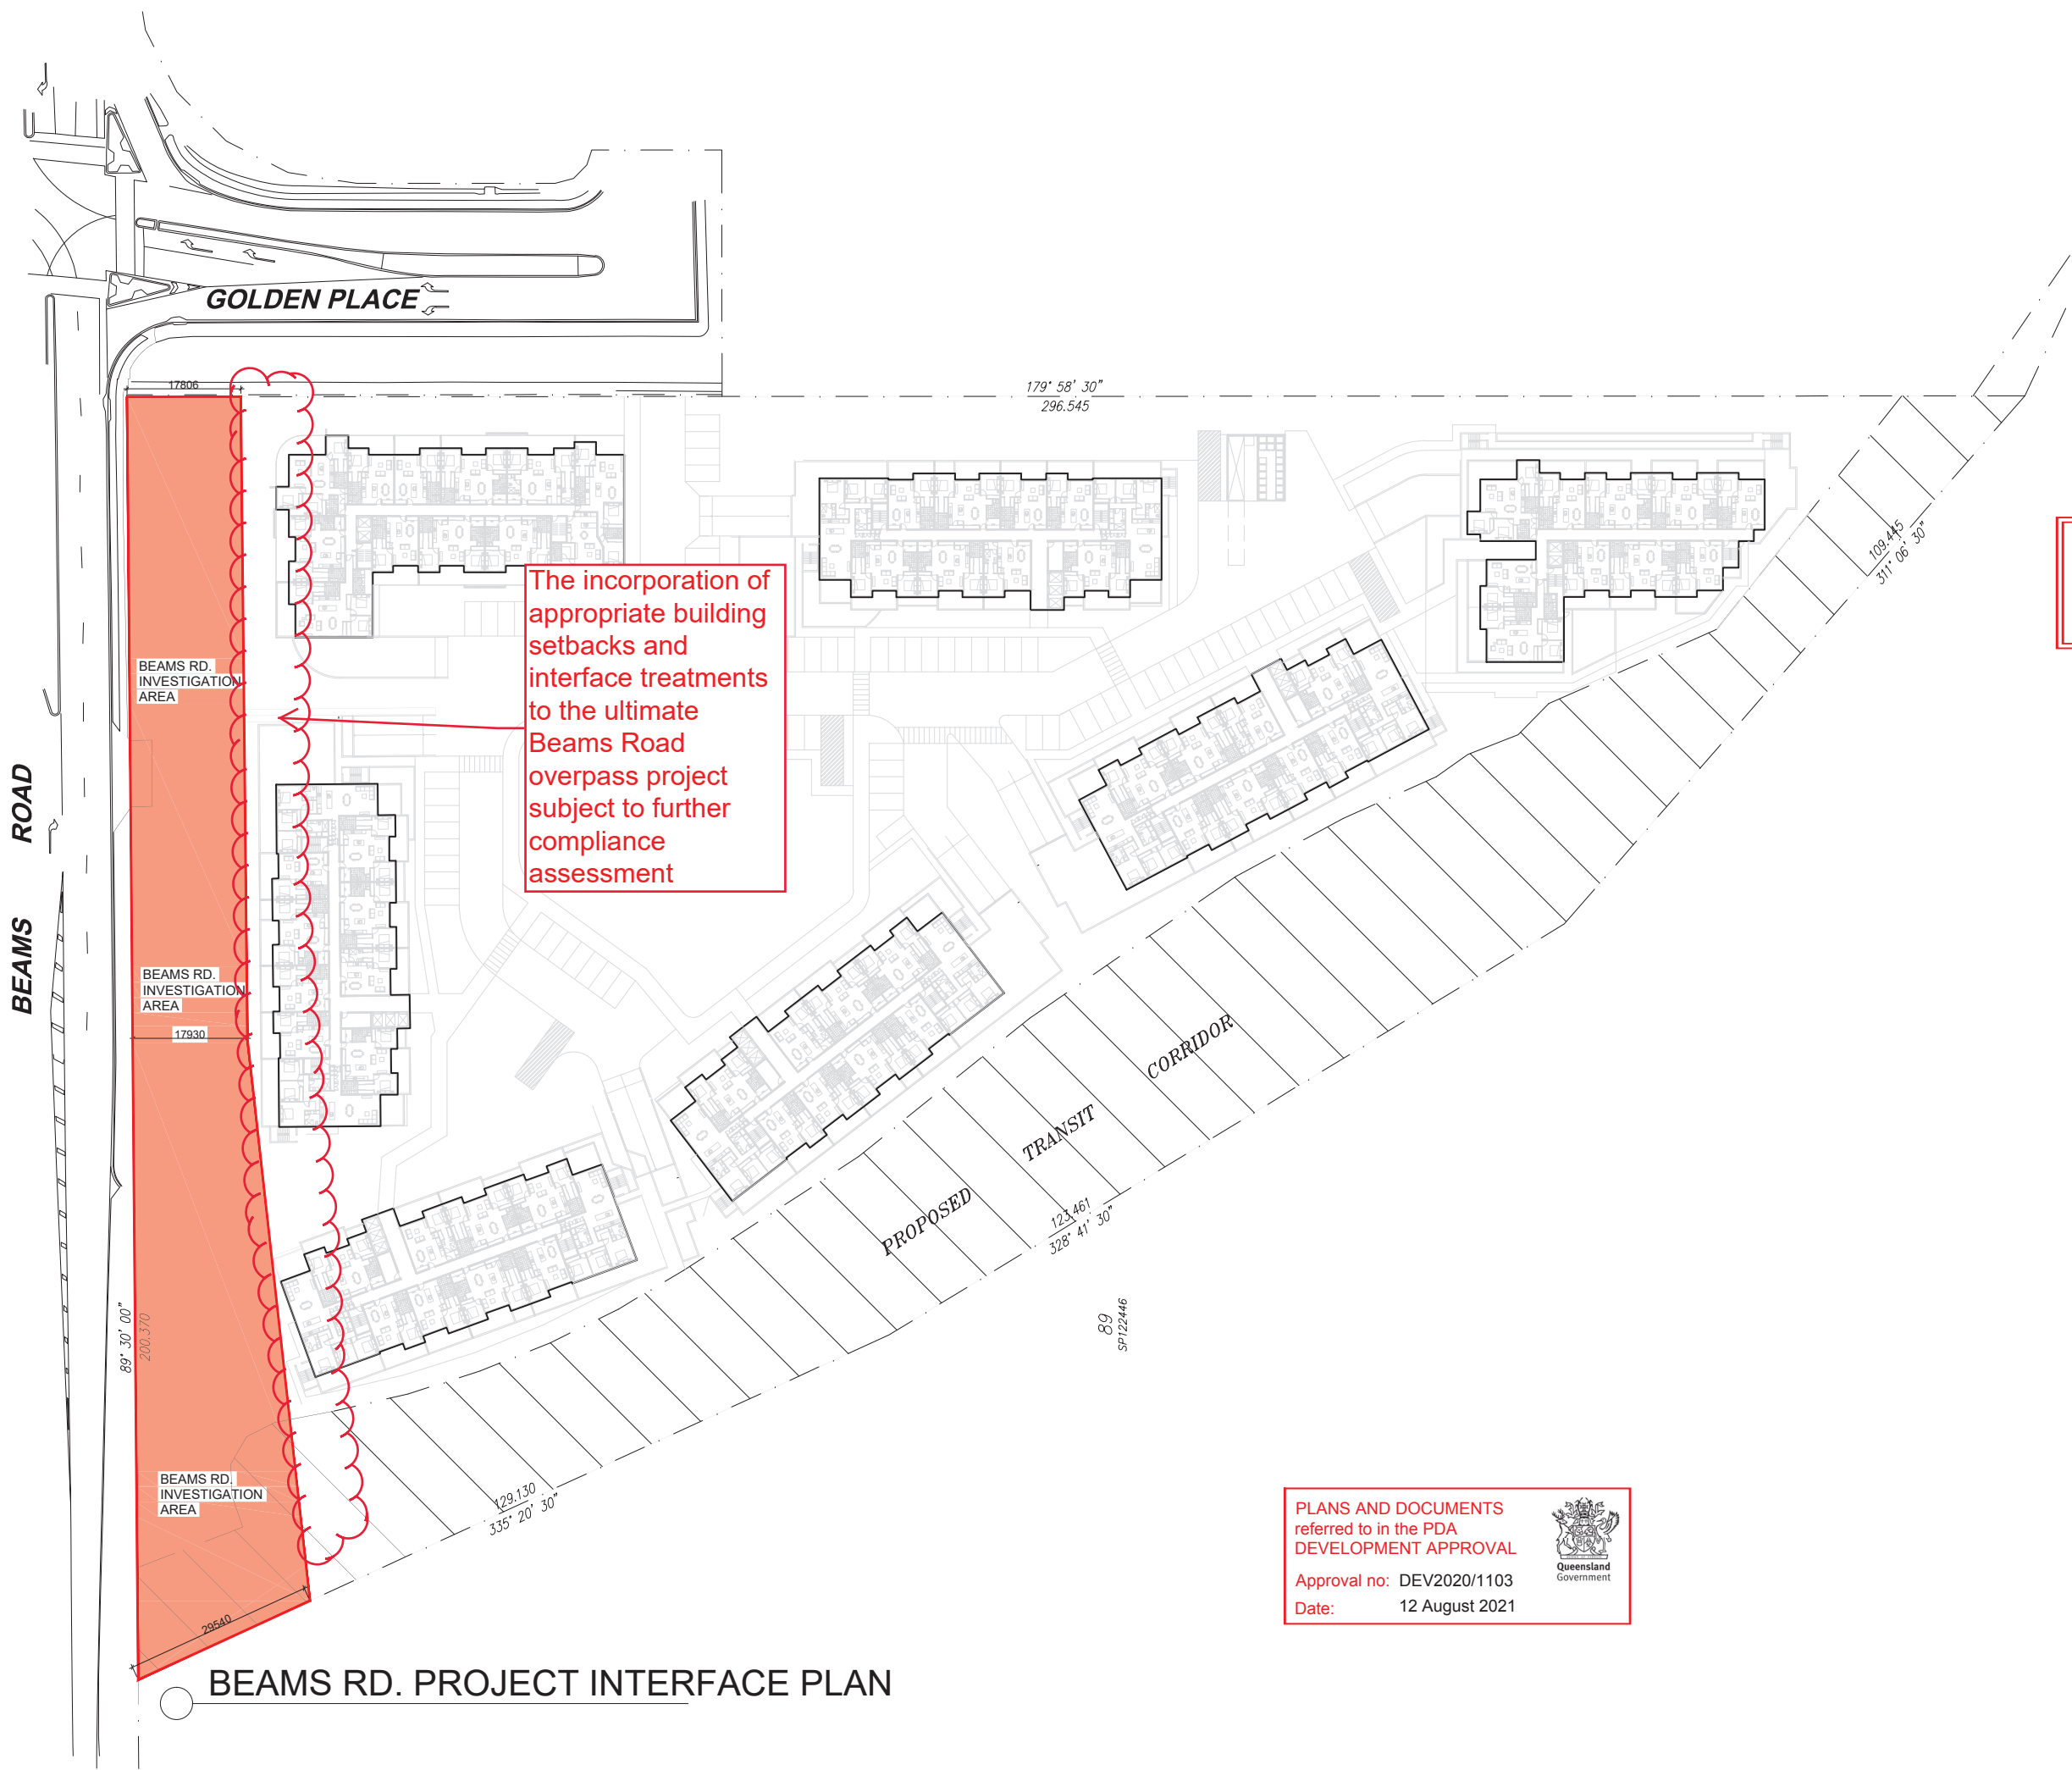 GOLDEN PLACE
17806
179° 58' 30"
296.545
109.445
311° 06' 30"
The incorporation of
appropriate building
setbacks and
interface treatments
to the ultimate
Beams Road
overpass project
subject to further
compliance
assessment
BEAMS RD.
INVESTIGATION
AREA
BEAMS ROAD
BEAMS RD.
INVESTIGATION
AREA
17930
PROPOSED TRANSIT CORRIDOR
123.461
328° 41' 30"
89
SP122446
89° 30' 00"
200.370
BEAMS RD.
INVESTIGATION
AREA
129.130
335° 20' 30"
29540
PLANS AND DOCUMENTS
referred to in the PDA
DEVELOPMENT APPROVAL
Approval no: DEV2020/1103
Date: 12 August 2021
Queensland
Government
BEAMS RD. PROJECT INTERFACE PLAN